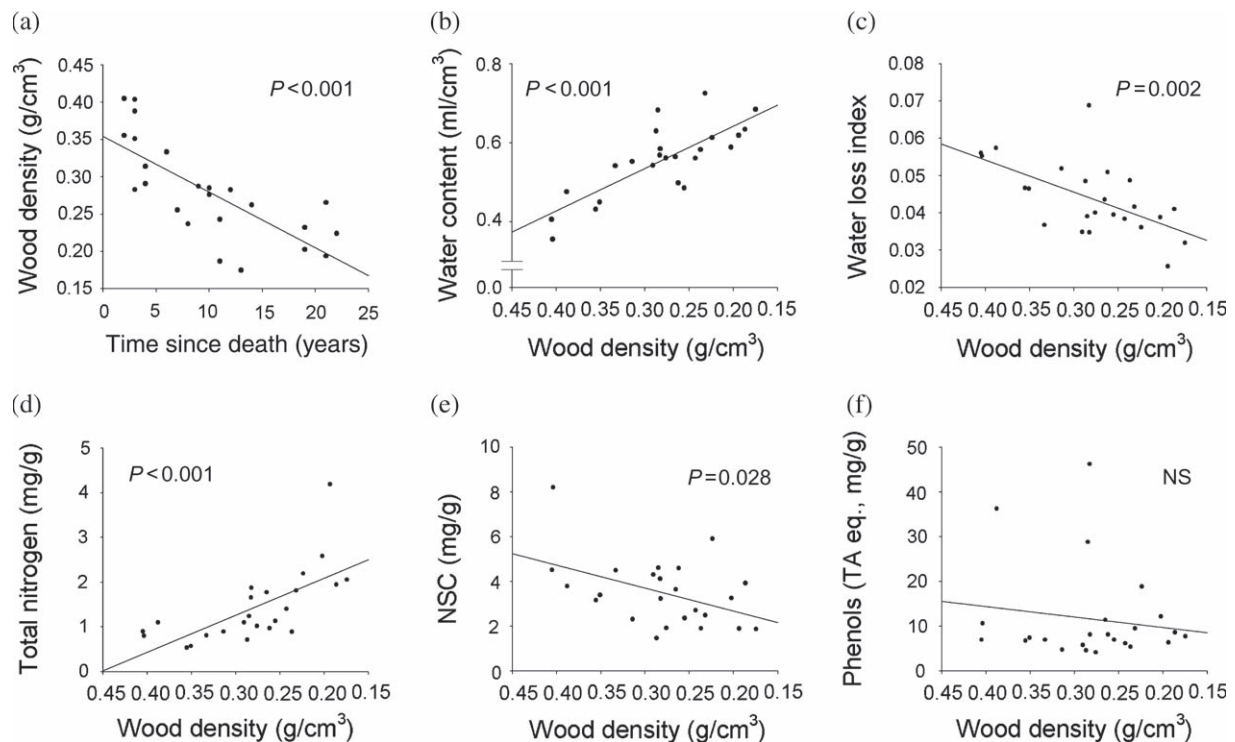 (a)
Wood density (g/cm³)
0.45
0.40
0.35
0.30
0.25
0.20
0.15
P<0.001
0 5 10 15 20 25
Time since death (years)
(b)
Water content (ml/cm³)
0.8
0.6
0.4
0.0
P<0.001
0.45 0.40 0.35 0.30 0.25 0.20 0.15
Wood density (g/cm³)
(c)
Water loss index
0.08
0.07
0.06
0.05
0.04
0.03
0.02
P=0.002
0.45 0.40 0.35 0.30 0.25 0.20 0.15
Wood density (g/cm³)
(d)
Total nitrogen (mg/g)
5
4
3
2
1
0
P<0.001
0.45 0.40 0.35 0.30 0.25 0.20 0.15
Wood density (g/cm³)
(e)
NSC (mg/g)
10
8
6
4
2
0
P=0.028
0.45 0.40 0.35 0.30 0.25 0.20 0.15
Wood density (g/cm³)
(f)
Phenols (TA eq., mg/g)
50
40
30
20
10
0
NS
0.45 0.40 0.35 0.30 0.25 0.20 0.15
Wood density (g/cm³)